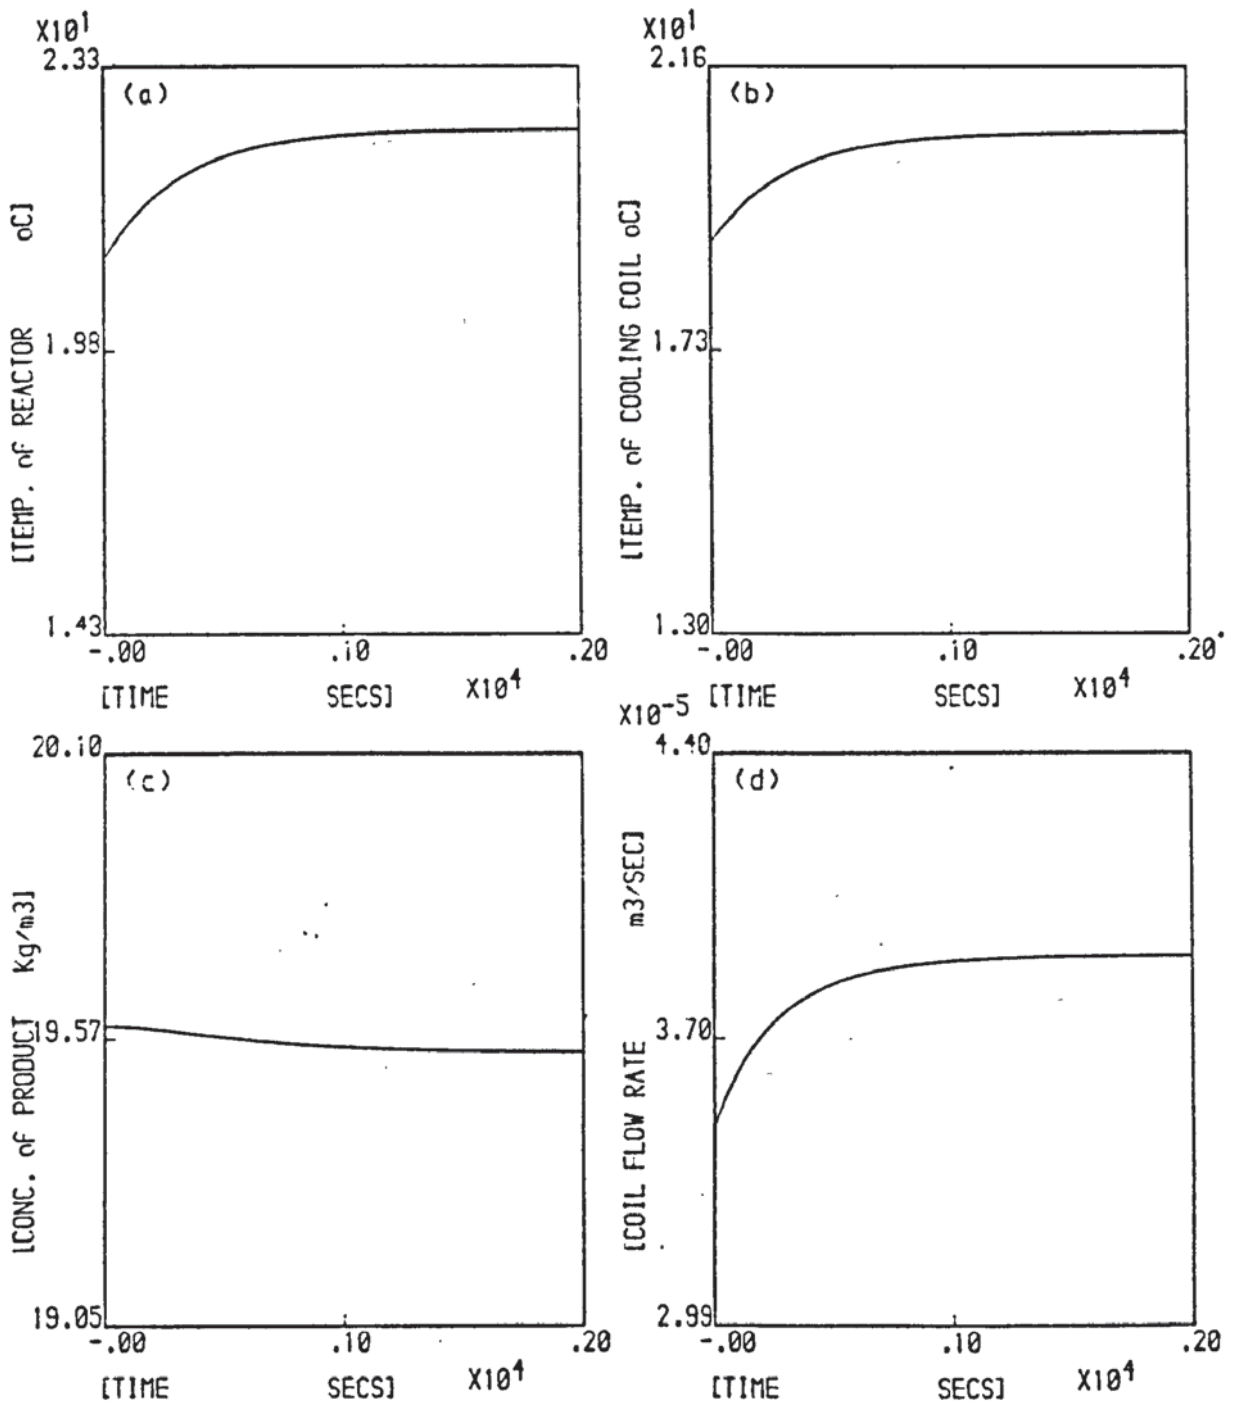 X10¹
2.33
(a)
[TEMP. of REACTOR oC]
1.98
1.43
-.00 .10 .20
[TIME SECS] X10⁴
X10¹
2.16
(b)
[TEMP. of COOLING COIL oC]
1.73
1.30
-.00 .10 .20
[TIME SECS] X10⁴
20.10
(c)
[CONC. of PRODUCT Kg/m3]
19.57
19.05
-.00 .10 .20
[TIME SECS] X10⁴
X10⁻⁵
4.40
(d)
[COIL FLOW RATE m3/SEC]
3.70
2.99
-.00 .10 .20
[TIME SECS] X10⁴